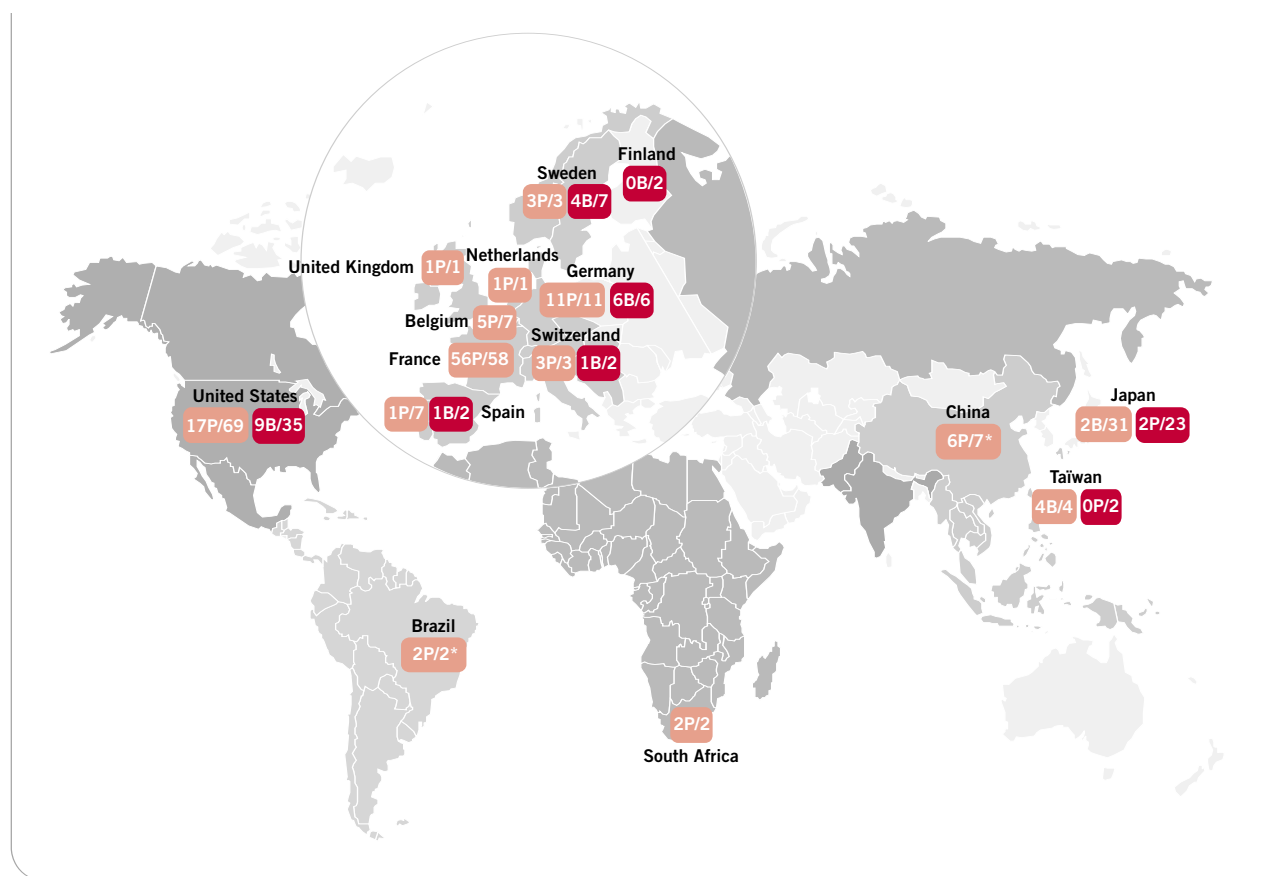 Finland
0B/2
Sweden
3P/3 4B/7
Netherlands
1P/1
United Kingdom 1P/1
Germany
11P/11 6B/6
Belgium 5P/7
Switzerland
3P/3 1B/2
France 56P/58
1P/7 1B/2 Spain
United States
17P/69 9B/35
Japan
2B/31 2P/23
China
6P/7*
Taïwan
4B/4 0P/2
Brazil
2P/2*
2P/2
South Africa